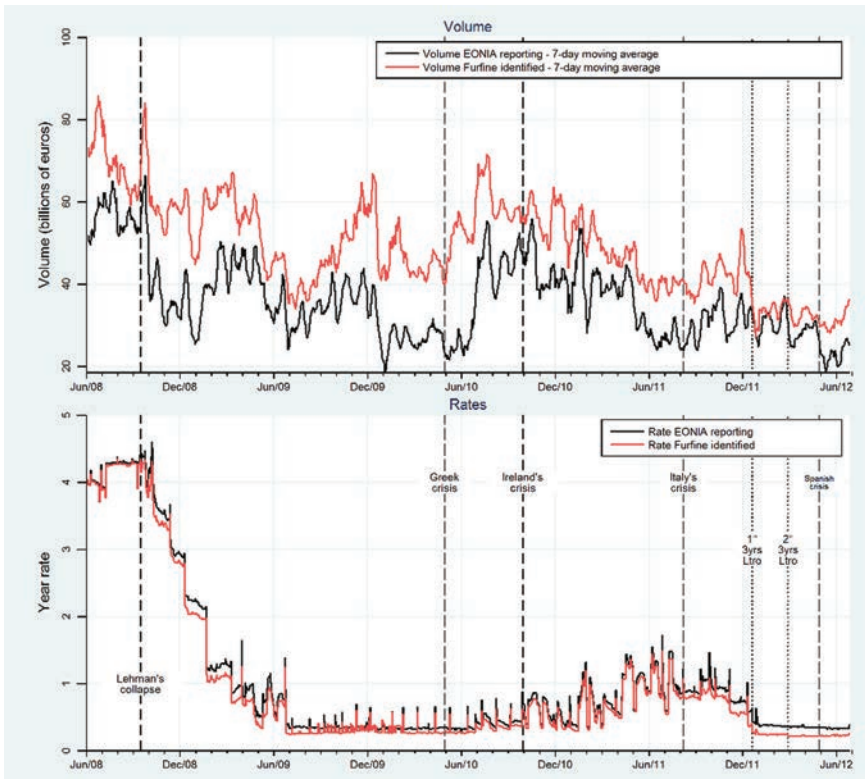 Volume
Volume (billions of euros)
100
80
60
40
20
Volume EONIA reporting - 7-day moving average
Volume Furfine identified - 7-day moving average
Jun/08
Dec/08
Jun/09
Dec/09
Jun/10
Dec/10
Jun/11
Dec/11
Jun/12
Rates
Year rate
5
4
3
2
1
0
Rate EONIA reporting
Rate Furfine identified
Lehman's
collapse
Greek
crisis
Ireland's
crisis
Italy's
crisis
1°
3yrs
Ltro
2°
3yrs
Ltro
Spanish
crisis
Jun/08
Dec/08
Jun/09
Dec/09
Jun/10
Dec/10
Jun/11
Dec/11
Jun/12